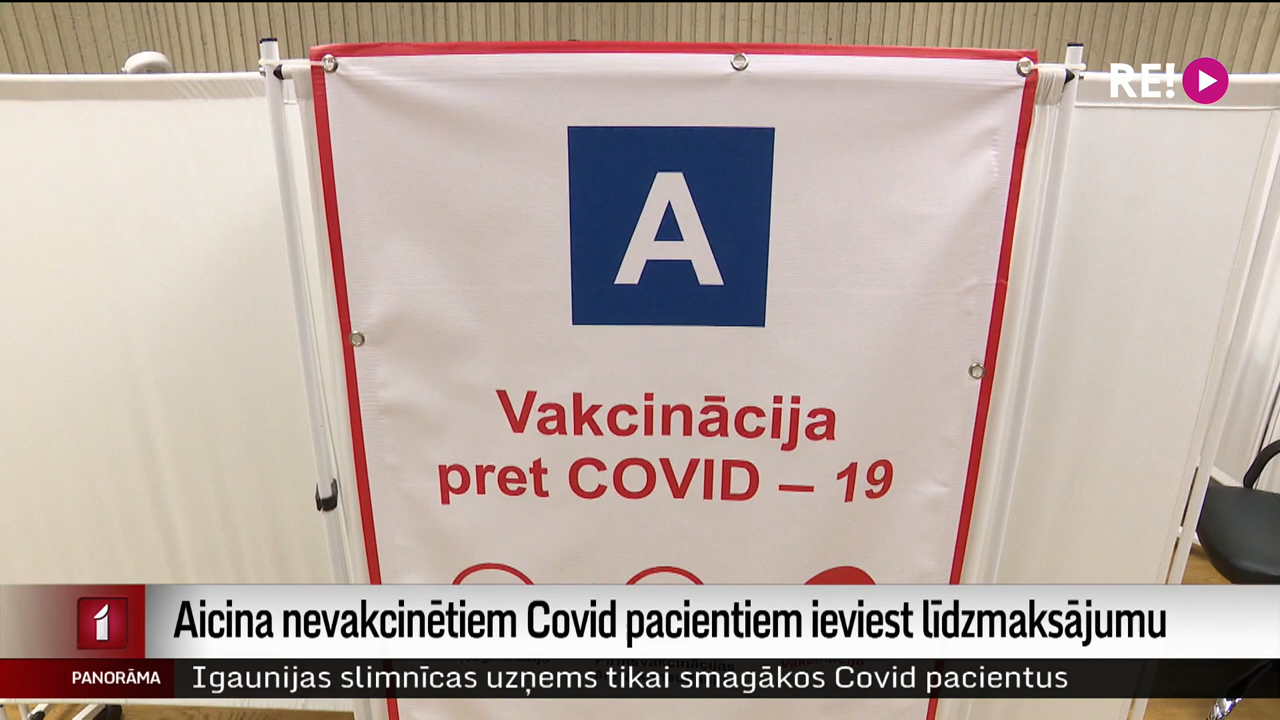 RE!
A
Vakcinācija
pret COVID – 19
1
Aicina nevakcinētiem Covid pacientiem ieviest līdzmaksājumu
PANORĀMA
Igaunijas slimnīcas uzņems tikai smagākos Covid pacientus